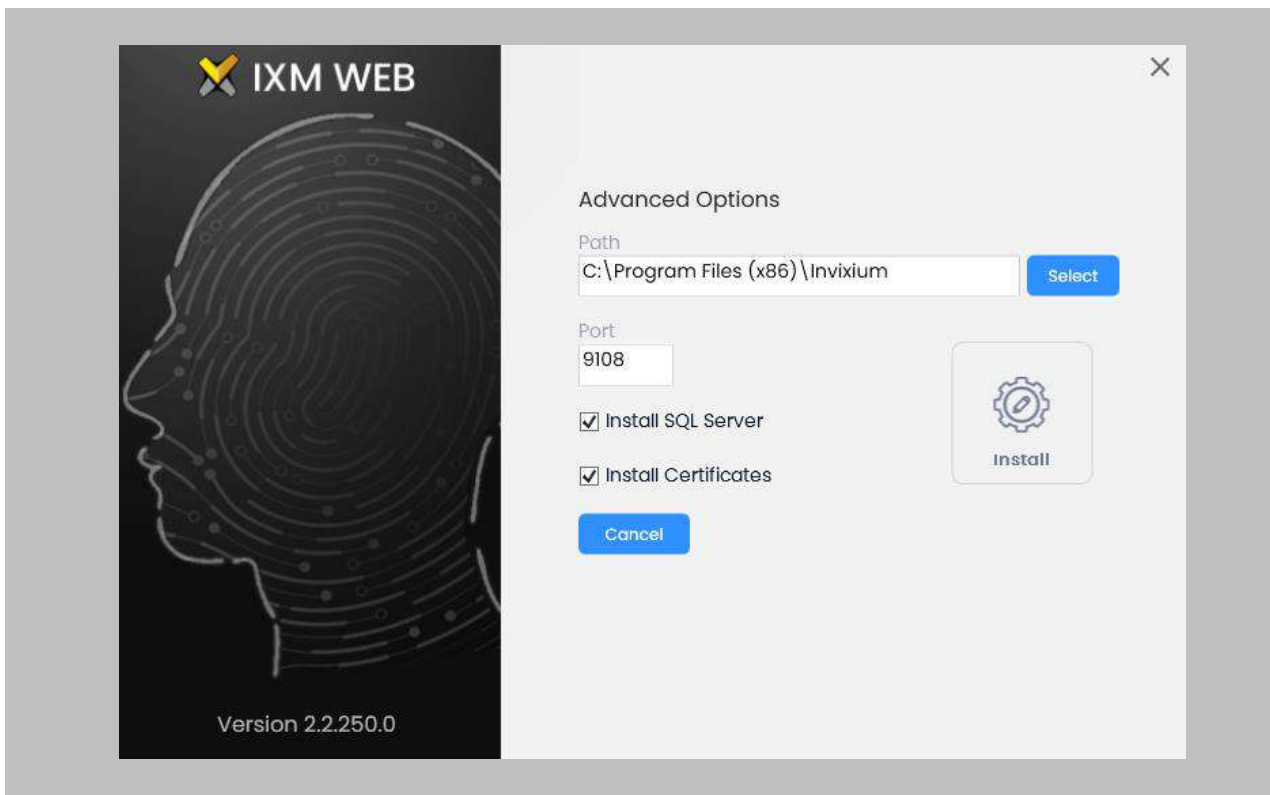 IXM WEB
Advanced Options
Path
C:\Program Files (x86)\Invixium
Select
Port
9108
Install SQL Server
Install Certificates
Install
Cancel
Version 2.2.250.0